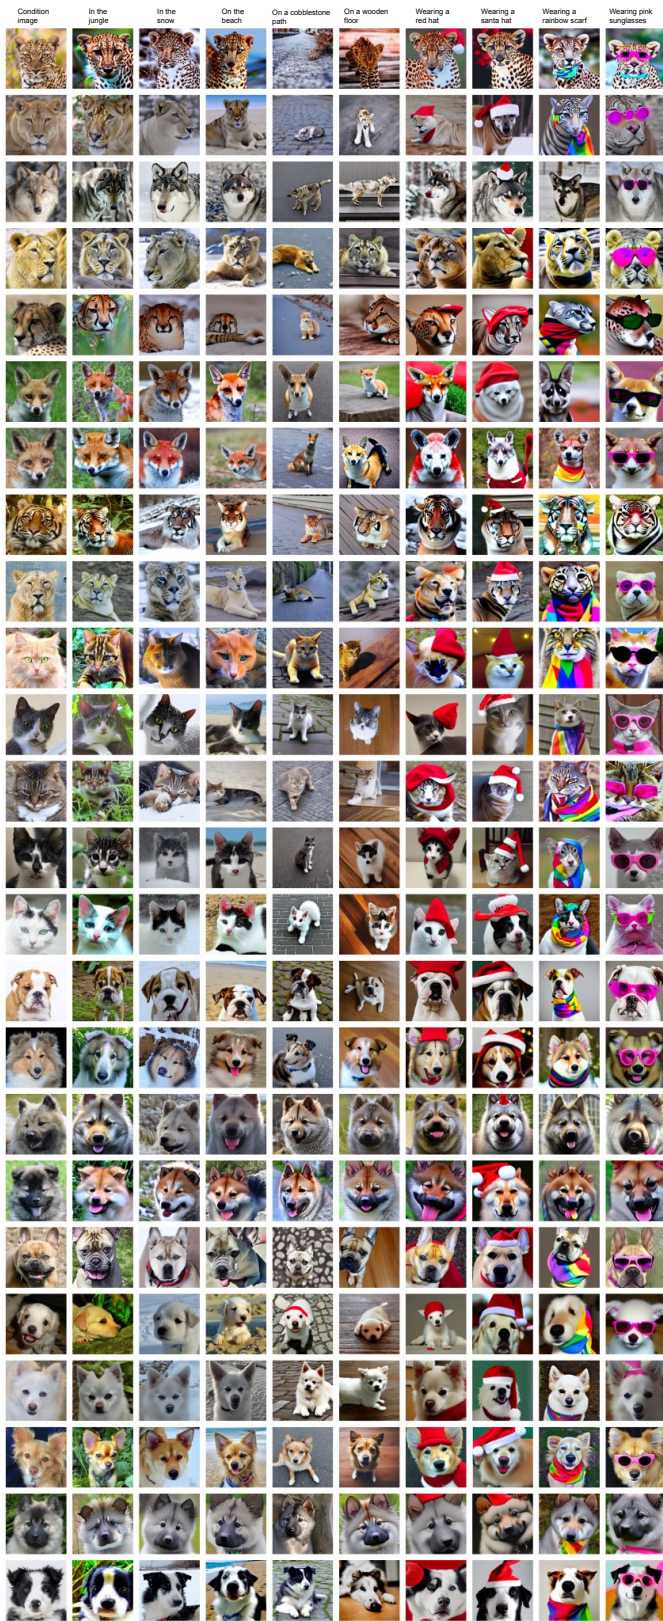 Condition
image
In the
jungle
In the
snow
On the
beach
On a cobblestone
path
On a wooden
floor
Wearing a
red hat
Wearing a
santa hat
Wearing a
rainbow scarf
Wearing pink
sunglasses